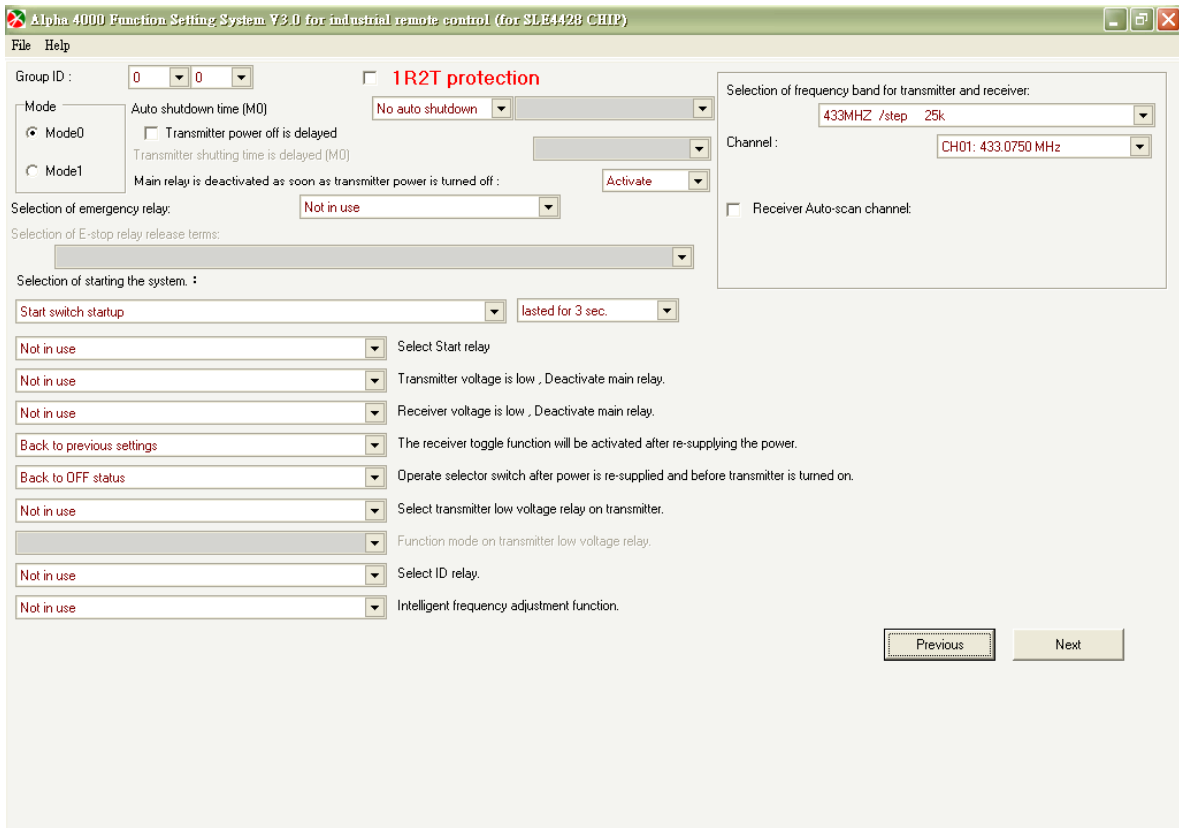 Alpha 4000 Function Setting System V3.0 for industrial remote control (for SLE4428 CHIP)
File Help
Group ID : 0 0 1R2T protection
Mode
Mode0
Mode1
Auto shutdown time (M0) No auto shutdown
Transmitter power off is delayed
Transmitter shutting time is delayed (M0)
Main relay is deactivated as soon as transmitter power is turned off : Activate
Selection of frequency band for transmitter and receiver:
433MHZ /step 25k
Channel : CH01: 433.0750 MHz
Receiver Auto-scan channel:
Selection of emergency relay: Not in use
Selection of E-stop relay release terms:
Selection of starting the system. :
Start switch startup lasted for 3 sec.
Not in use Select Start relay
Not in use Transmitter voltage is low , Deactivate main relay.
Not in use Receiver voltage is low , Deactivate main relay.
Back to previous settings The receiver toggle function will be activated after re-supplying the power.
Back to OFF status Operate selector switch after power is re-supplied and before transmitter is turned on.
Not in use Select transmitter low voltage relay on transmitter.
Function mode on transmitter low voltage relay.
Not in use Select ID relay.
Not in use Intelligent frequency adjustment function.
Previous Next